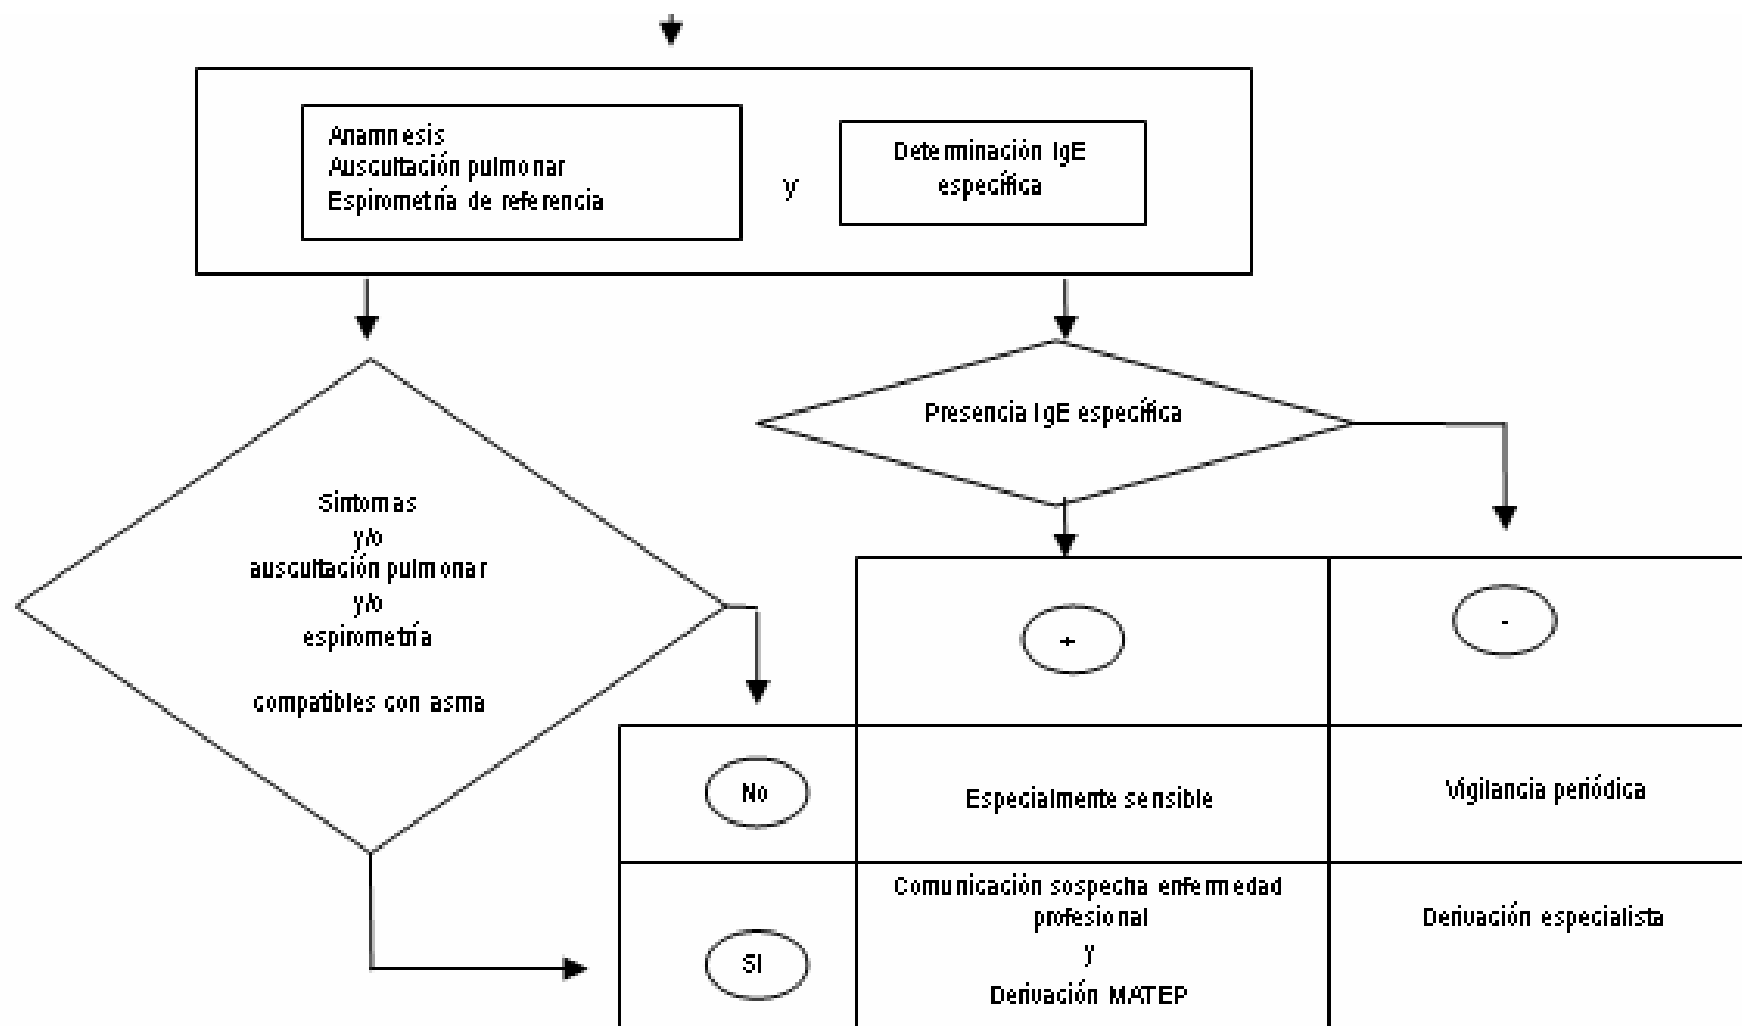 Anamnesis
Auscultación pulmonar
Espirometría de referencia
y
Determinación IgE
específica
Presencia IgE específica
Síntomas
y/o
auscultación pulmonar
y/o
espirometría
compatibles con asma
+
-
No
Especialmente sensible
Vigilancia periódica
SI
Comunicación sospecha enfermedad
profesional
y
Derivación MATEP
Derivación especialista